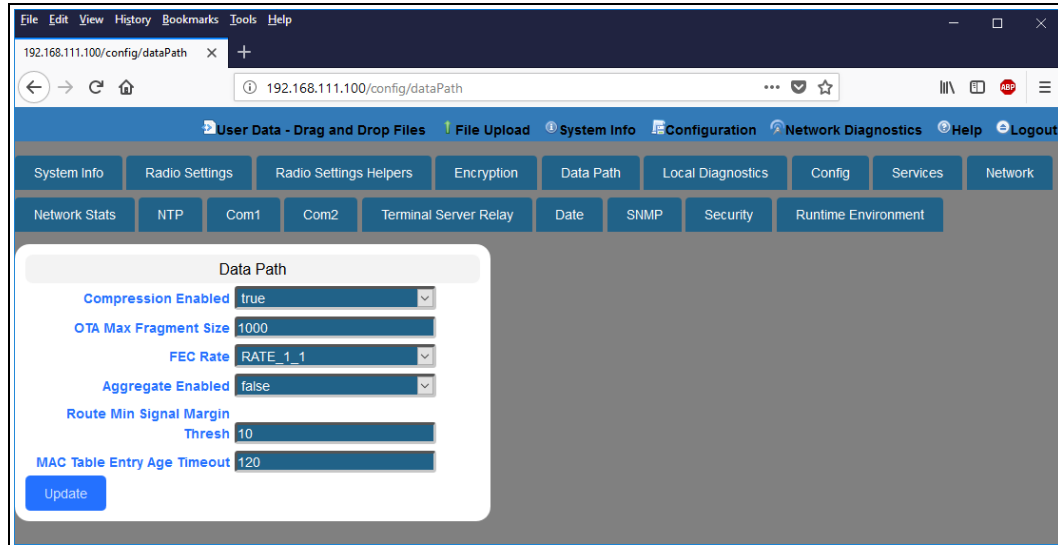 File Edit View History Bookmarks Tools Help
192.168.111.100/config/dataPath
192.168.111.100/config/dataPath
ABP
User Data - Drag and Drop Files File Upload System Info Configuration Network Diagnostics Help Logout
System Info Radio Settings Radio Settings Helpers Encryption Data Path Local Diagnostics Config Services Network
Network Stats NTP Com1 Com2 Terminal Server Relay Date SNMP Security Runtime Environment
Data Path
Compression Enabled true
OTA Max Fragment Size 1000
FEC Rate RATE_1_1
Aggregate Enabled false
Route Min Signal Margin
Thresh 10
MAC Table Entry Age Timeout 120
Update